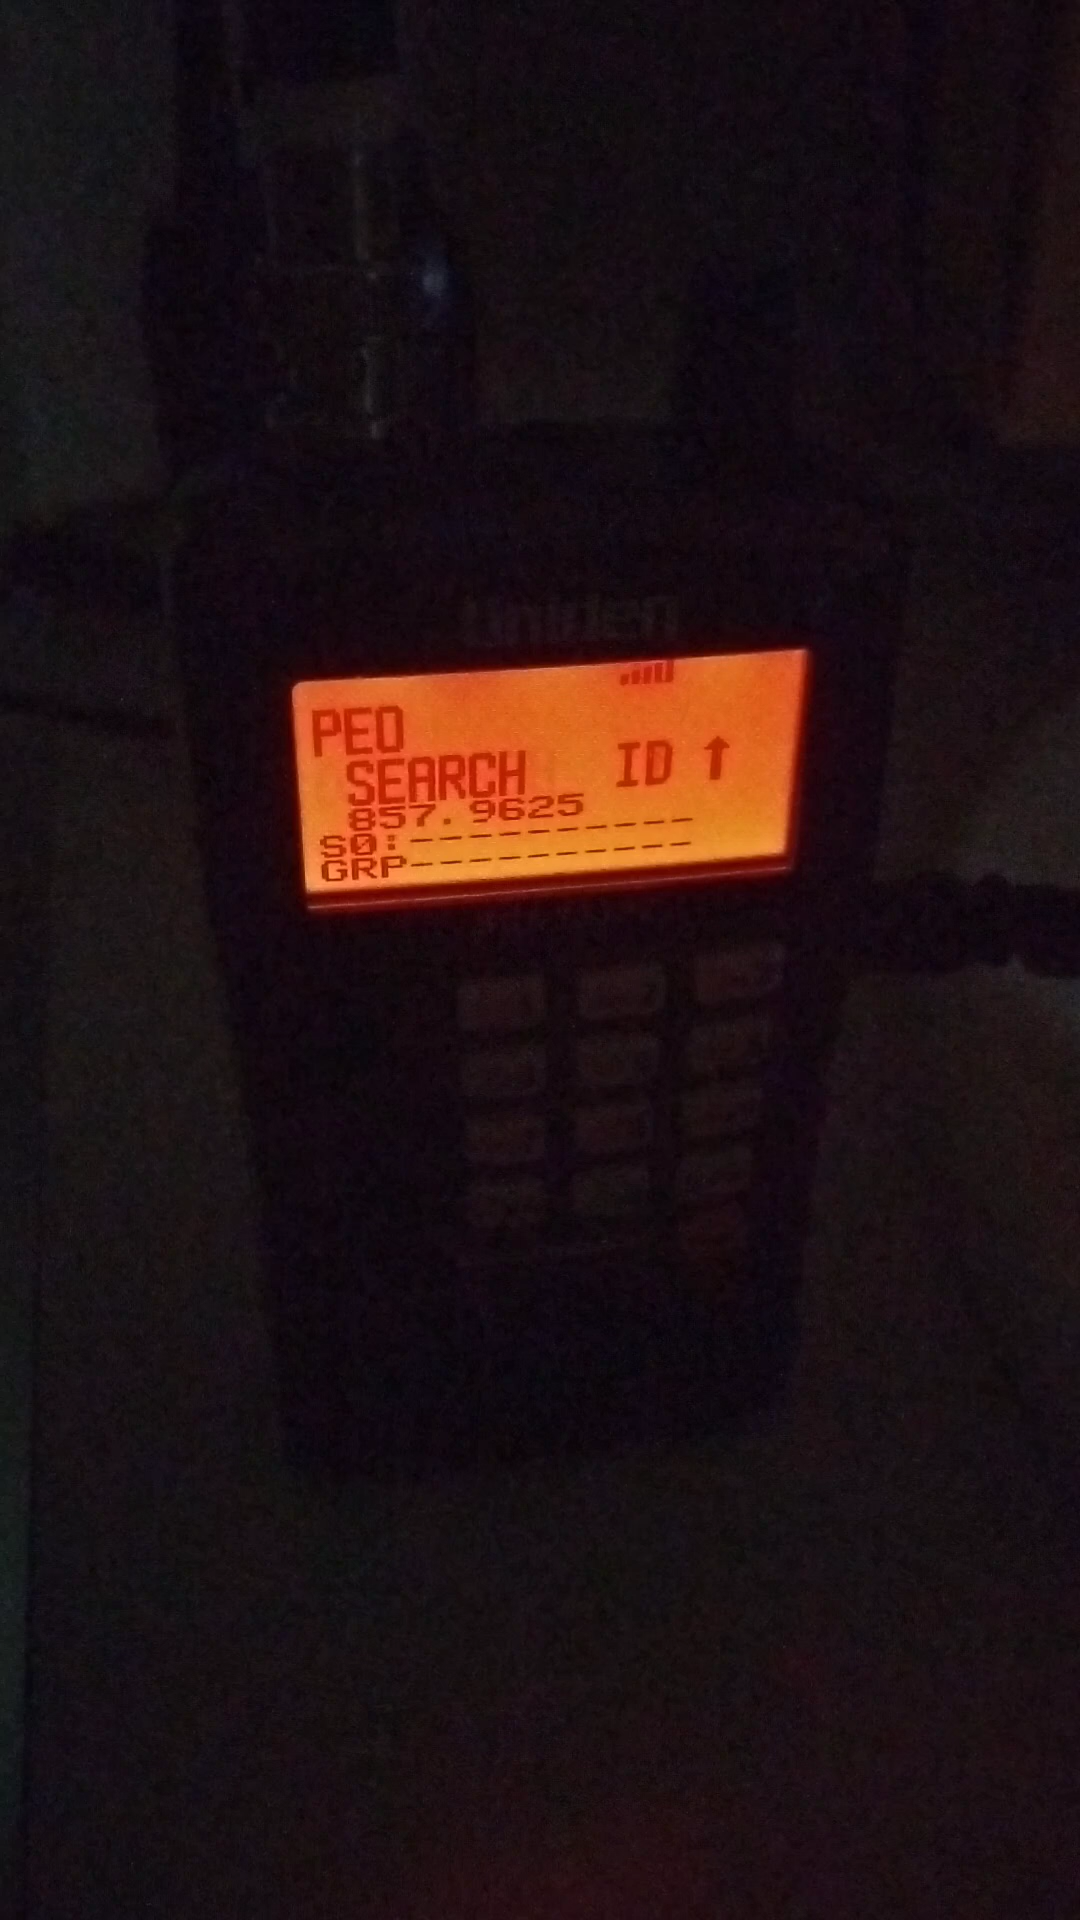 Uniden
PEO
SEARCH ID ↑
857.9625
S0:----------
GRP----------